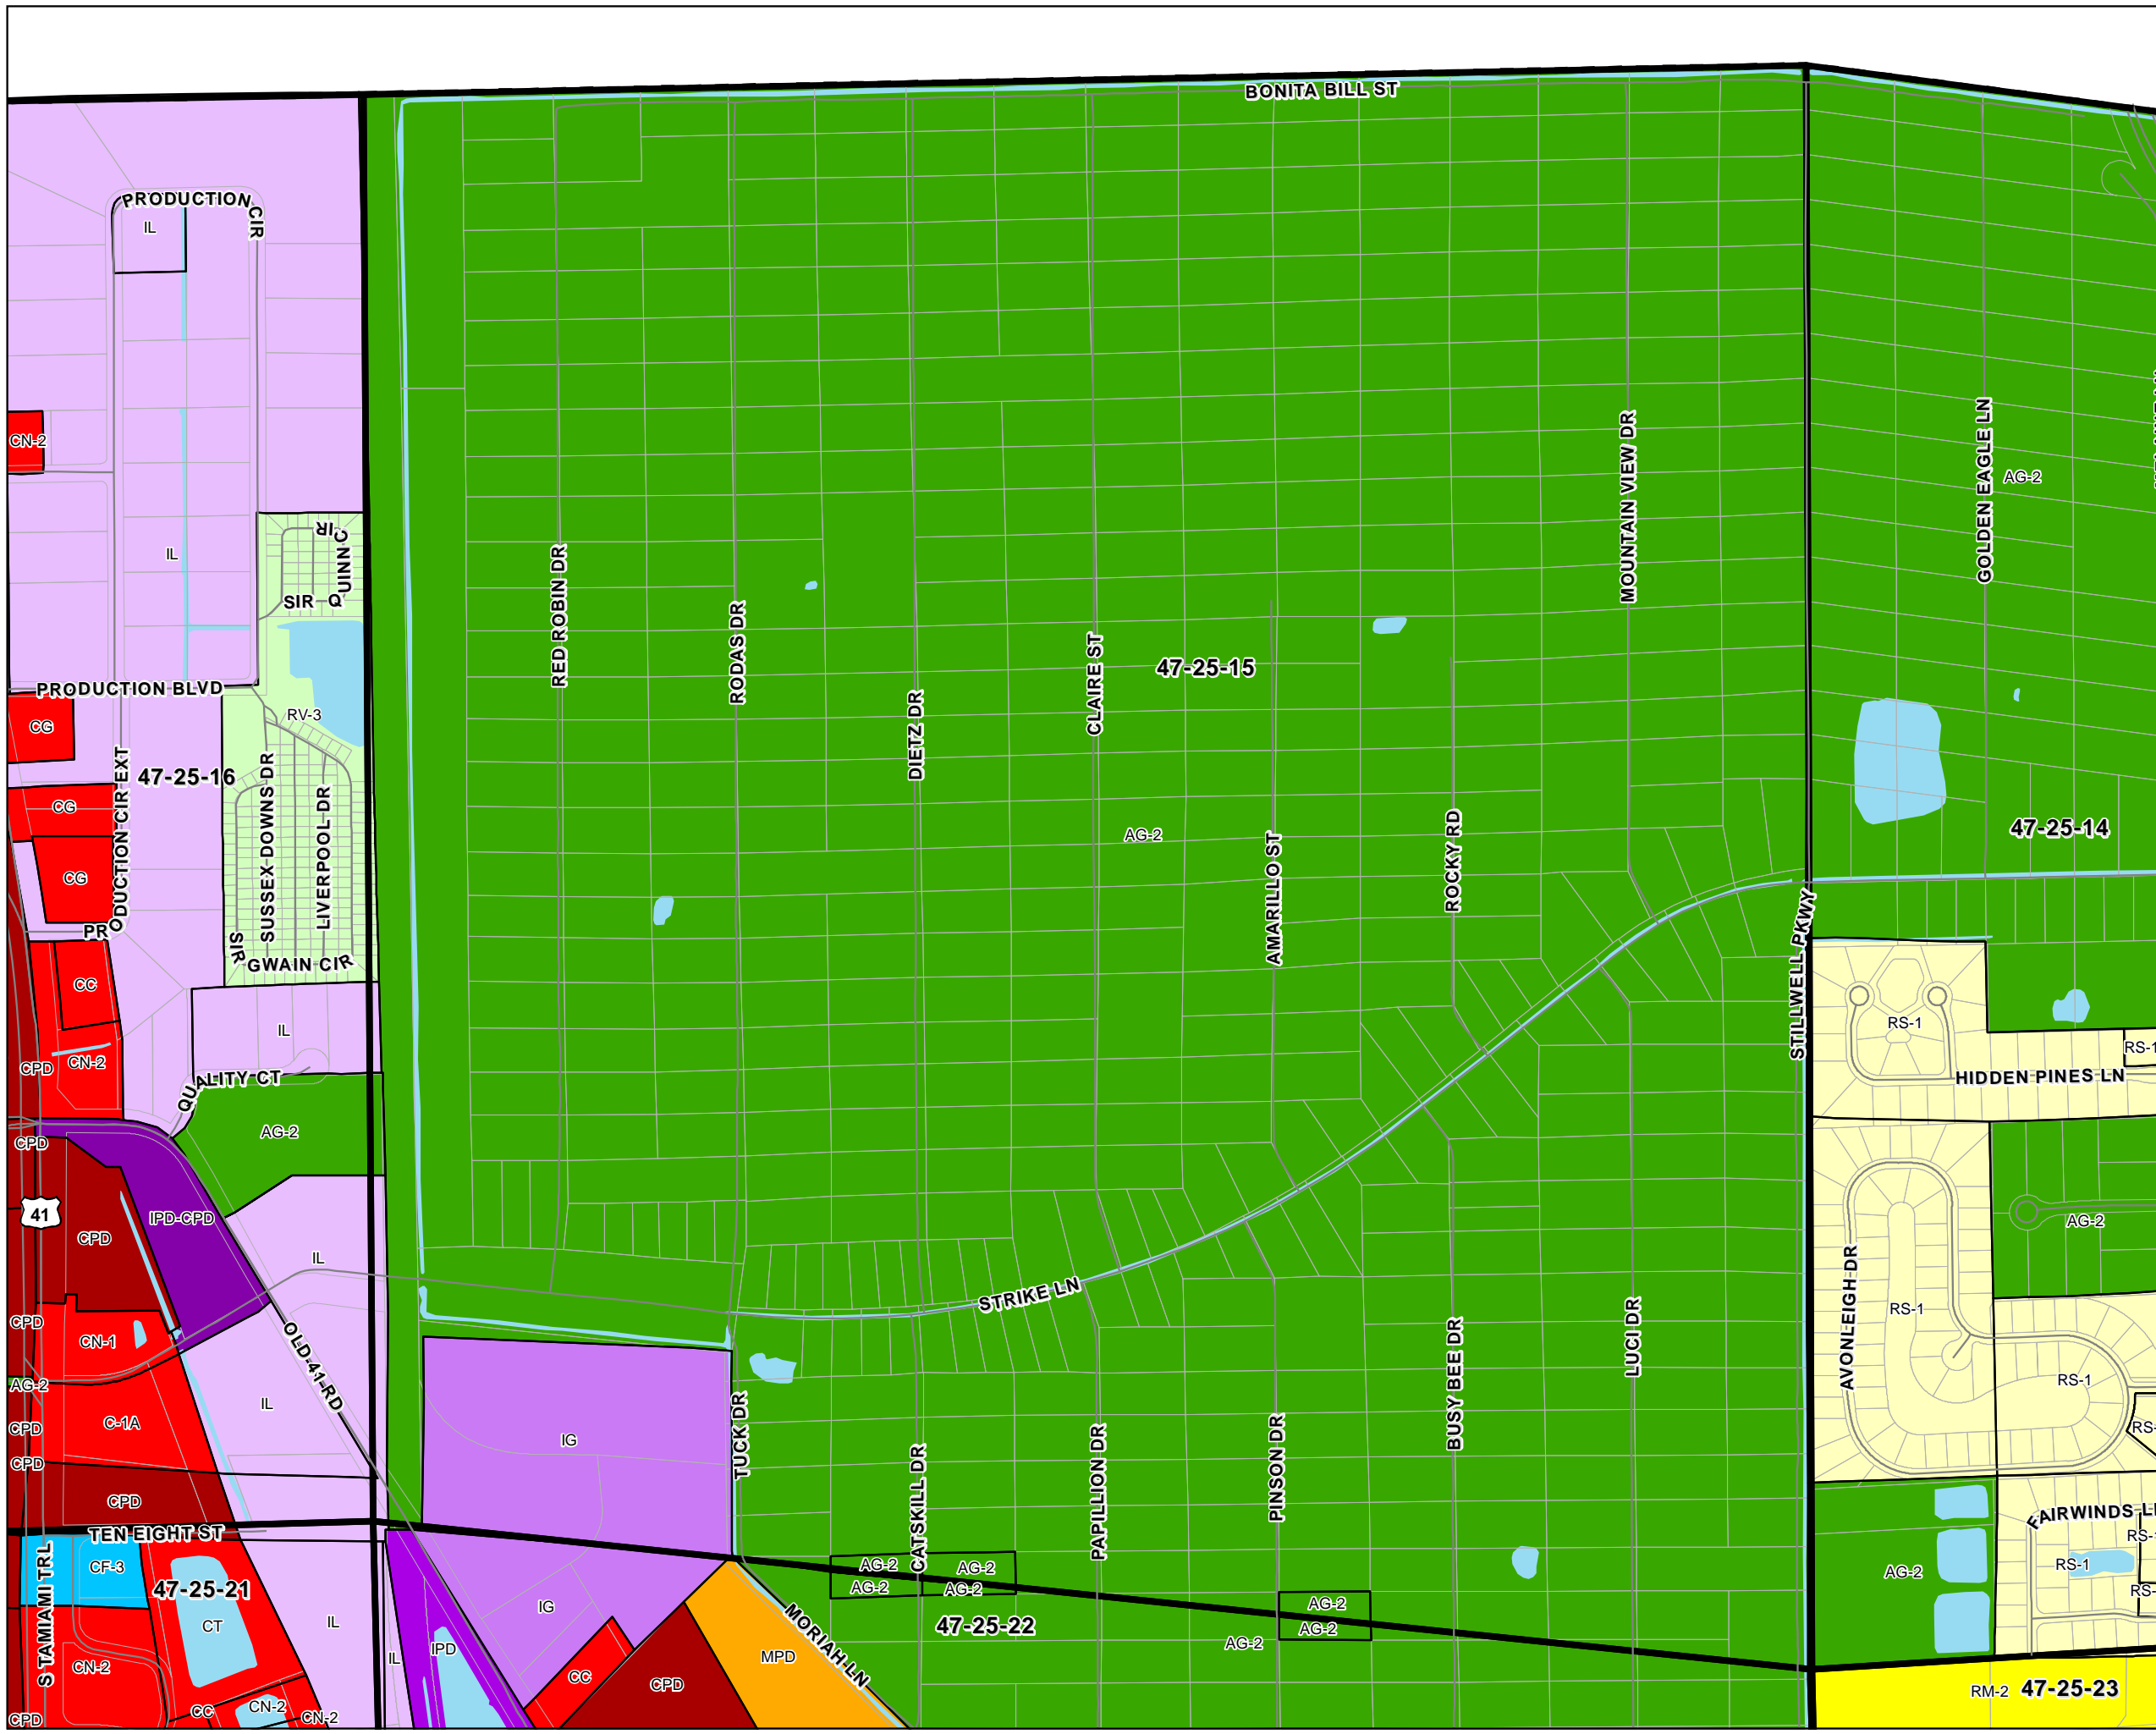 BONITA BILL ST
PRODUCTION CIR
IL
CN-2
IL
SIR QUINN CIR
PRODUCTION BLVD
CG
RV-3
47-25-16
CG
CG
PRODUCTION CIR EXT
SUSSEX DOWNS DR
LIVERPOOL DR
SIR GWAIN CIR
CC
IL
CPD
CN-2
QUALITY CT
AG-2
CPD
41
IPD-CPD
CPD
IL
CPD
CN-1
OLD 41 RD
AG-2
CPD
C-1A
IL
CPD
CPD
TEN EIGHT ST
CF-3
47-25-21
S TAMIAMI TRL
CT
IL
CN-2
CC
CN-2
CN-2
CPD
IL
IPD
RED ROBIN DR
RODAS DR
DIETZ DR
CLAIRE ST
47-25-15
AG-2
AMARILLO ST
ROCKY RD
MOUNTAIN VIEW DR
STRIKE LN
IG
TUCK DR
CATSKILL DR
PAPILLION DR
PINSON DR
BUSY BEE DR
LUCI DR
STILLWELL PKWY
IG
CC
CPD
MPD
MORIAH LN
AG-2
AG-2
AG-2
AG-2
47-25-22
AG-2
AG-2
AG-2
GOLDEN EAGLE LN
AG-2
47-25-14
RS-1
RS-1
HIDDEN PINES LN
AG-2
AVONLEIGH DR
RS-1
RS-1
RS-
FAIRWINDS L
RS-
RS-1
RS-
AG-2
RM-2
47-25-23